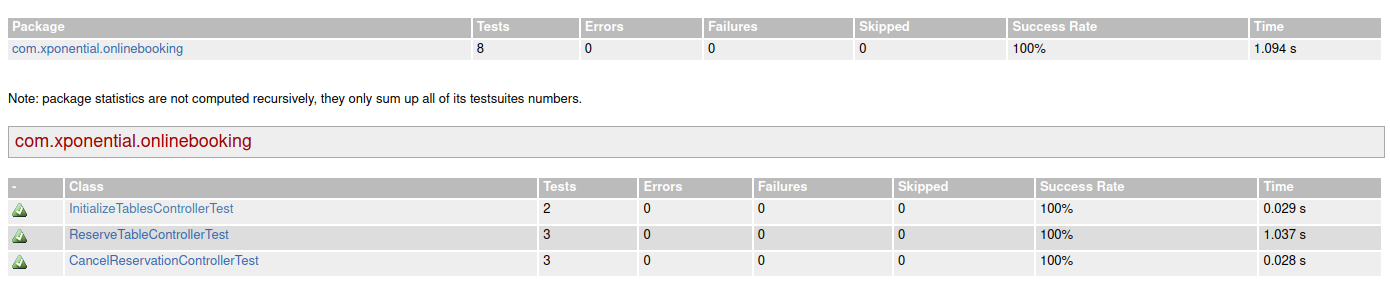 Package Tests Errors Failures Skipped Success Rate Time
com.xponential.onlinebooking 8 0 0 0 100% 1.094 s
Note: package statistics are not computed recursively, they only sum up all of its testsuites numbers.
com.xponential.onlinebooking
- Class Tests Errors Failures Skipped Success Rate Time
InitializeTablesControllerTest 2 0 0 0 100% 0.029 s
ReserveTableControllerTest 3 0 0 0 100% 1.037 s
CancelReservationControllerTest 3 0 0 0 100% 0.028 s